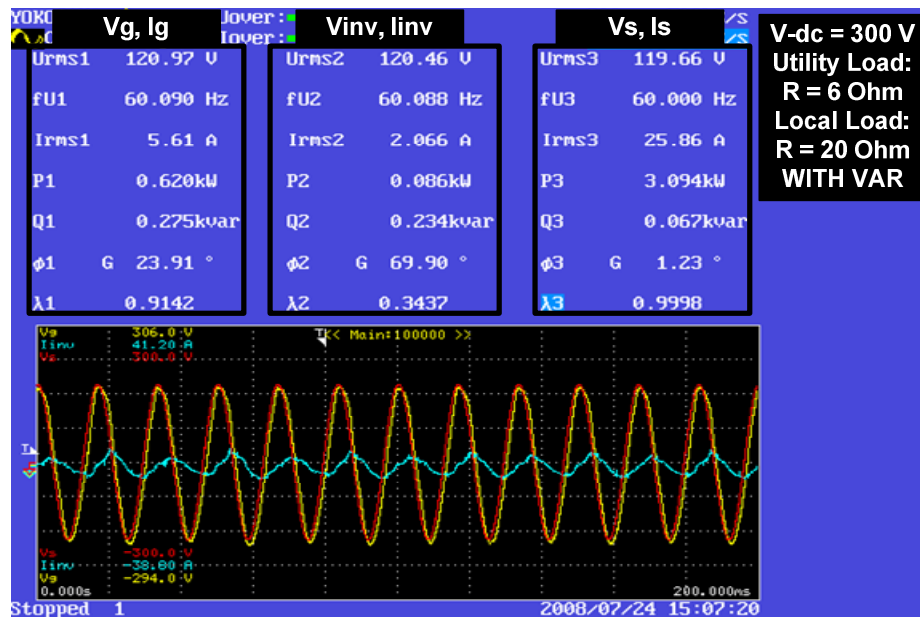 Vg, Ig
Vinv, Iinv
Vs, Is
Urms1 120.97 V
fU1 60.090 Hz
Irms1 5.61 A
P1 0.620kW
Q1 0.275kvar
φ1 G 23.91 °
λ1 0.9142
Urms2 120.46 V
fU2 60.088 Hz
Irms2 2.066 A
P2 0.086kW
Q2 0.234kvar
φ2 G 69.90 °
λ2 0.3437
Urms3 119.66 V
fU3 60.000 Hz
Irms3 25.86 A
P3 3.094kW
Q3 0.067kvar
φ3 G 1.23 °
λ3 0.9998
V-dc = 300 V
Utility Load:
R = 6 Ohm
Local Load:
R = 20 Ohm
WITH VAR
Vg 306.0 V
Iinv 41.20 A
Vs 300.0 V
<< Main:100000 >>
Vs -300.0 V
Iinv -38.80 A
Vg -294.0 V
0.000s
200.000ms
Stopped 1
2008/07/24 15:07:20